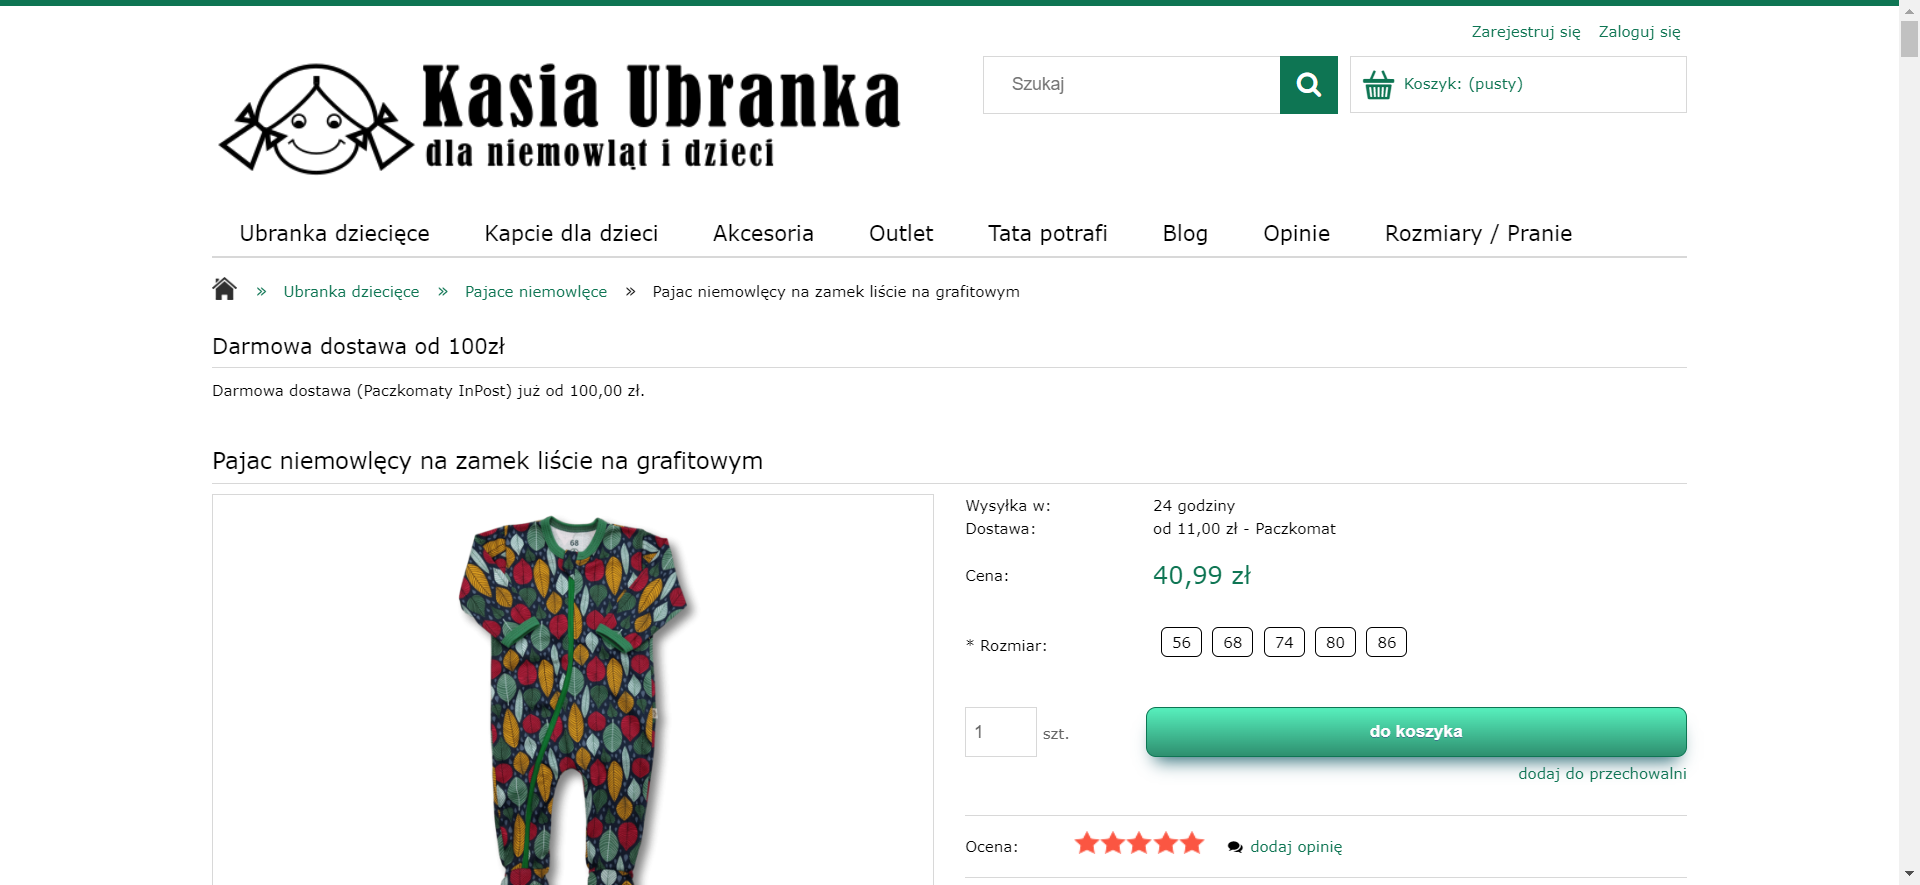 Zarejestruj się Zaloguj się
Kasia Ubranka
dla niemowląt i dzieci
Szukaj
Koszyk: (pusty)
Ubranka dziecięce Kapcie dla dzieci Akcesoria Outlet Tata potrafi Blog Opinie Rozmiary / Pranie
» Ubranka dziecięce » Pajace niemowlęce » Pajac niemowlęcy na zamek liście na grafitowym
Darmowa dostawa od 100zł
Darmowa dostawa (Paczkomaty InPost) już od 100,00 zł.
Pajac niemowlęcy na zamek liście na grafitowym
68
Wysyłka w: 24 godziny
Dostawa: od 11,00 zł - Paczkomat
Cena: 40,99 zł
* Rozmiar: 56 68 74 80 86
1 szt. do koszyka
dodaj do przechowalni
Ocena: dodaj opinię